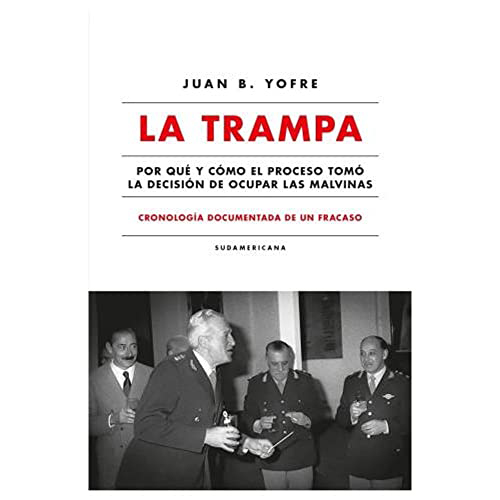 JUAN B. YOFRE
LA TRAMPA
POR QUÉ Y CÓMO EL PROCESO TOMÓ
LA DECISIÓN DE OCUPAR LAS MALVINAS
CRONOLOGÍA DOCUMENTADA DE UN FRACASO
SUDAMERICANA